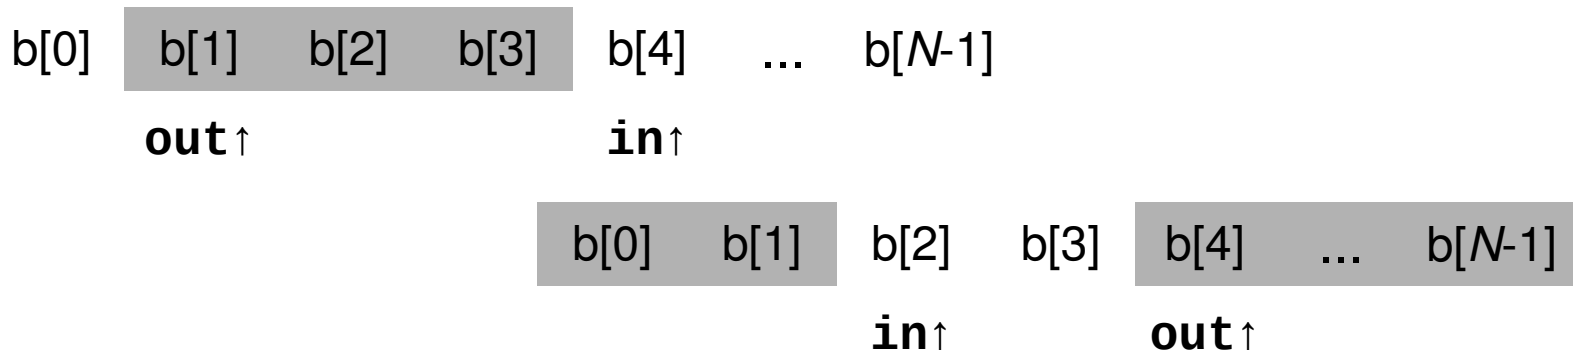 b[0] b[1] b[2] b[3] b[4] ... b[N-1]
out↑ in↑
b[0] b[1] b[2] b[3] b[4] ... b[N-1]
in↑ out↑